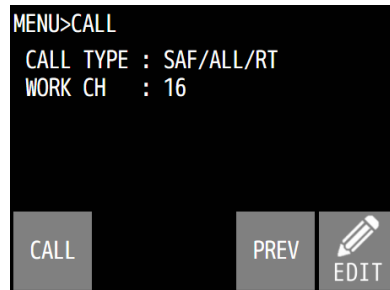 MENU>CALL
CALL TYPE : SAF/ALL/RT
WORK CH : 16
CALL PREV EDIT